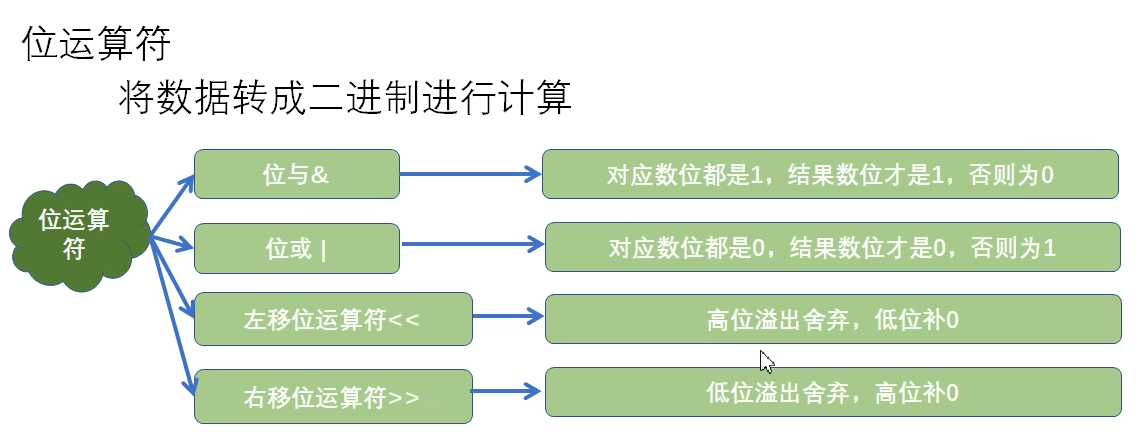 位运算符
将数据转成二进制进行计算
位运算
符
位与&
对应数位都是1，结果数位才是1，否则为0
位或 |
对应数位都是0，结果数位才是0，否则为1
左移位运算符<<
高位溢出舍弃，低位补0
右移位运算符>>
低位溢出舍弃，高位补0